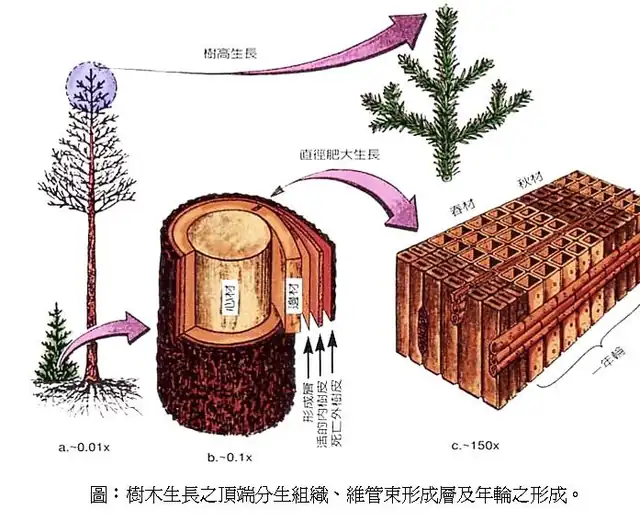 樹高生長
直徑肥大生長
春材
秋材
心材
邊材
形成層
活的內樹皮
死亡外樹皮
一年輪
a.~0.01x
b.~0.1x
c.~150x
圖：樹木生長之頂端分生組織、維管束形成層及年輪之形成。